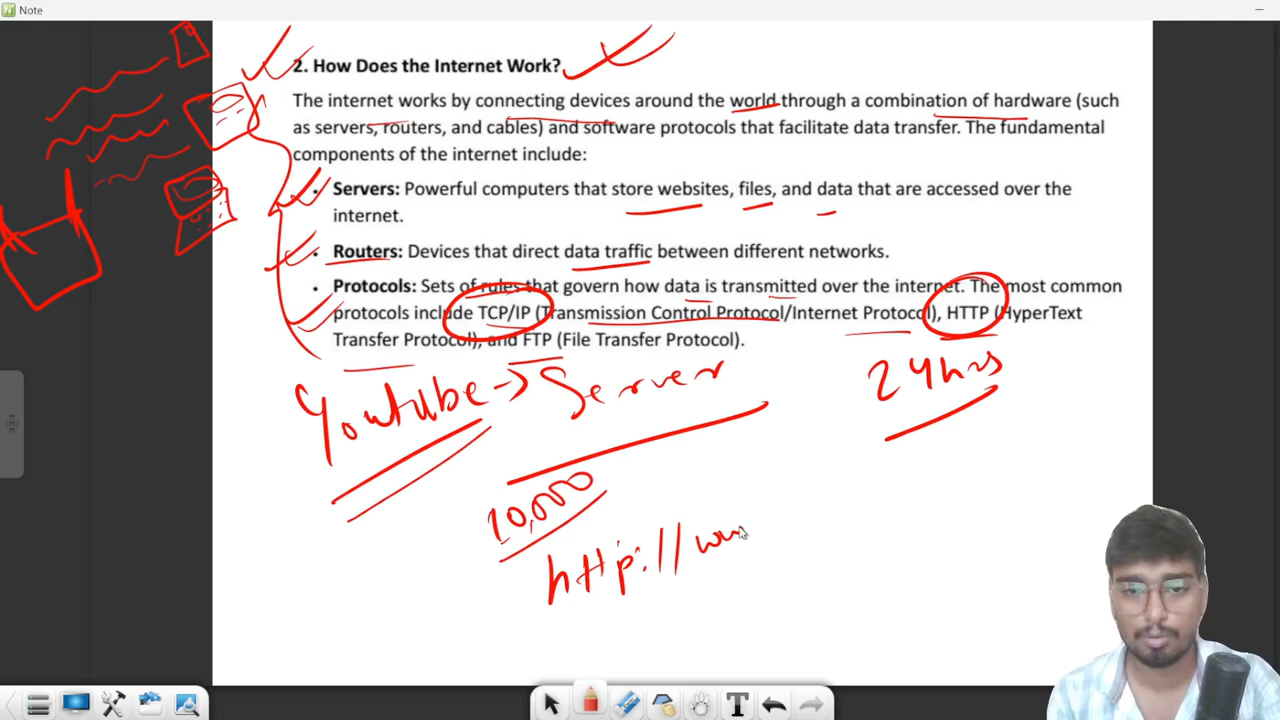 Note
2. How Does the Internet Work?
The internet works by connecting devices around the world through a combination of hardware (such
as servers, routers, and cables) and software protocols that facilitate data transfer. The fundamental
components of the internet include:
• Servers: Powerful computers that store websites, files, and data that are accessed over the
internet.
• Routers: Devices that direct data traffic between different networks.
• Protocols: Sets of rules that govern how data is transmitted over the internet. The most common
protocols include TCP/IP (Transmission Control Protocol/Internet Protocol), HTTP (HyperText
Transfer Protocol), and FTP (File Transfer Protocol).
Youtube → Server
24hrs
10,000
http://ww